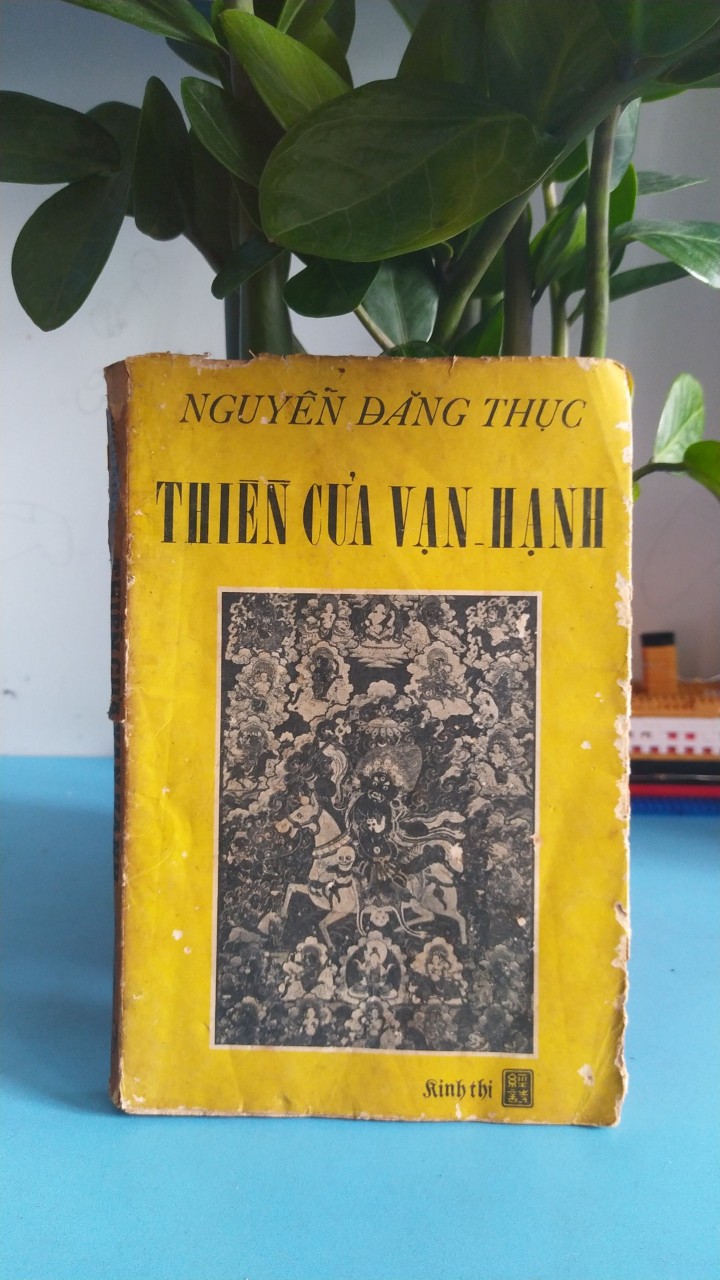 NGUYỄN ĐĂNG THỤC
THIỀN CỦA VẠN-HẠNH
Kinh thi